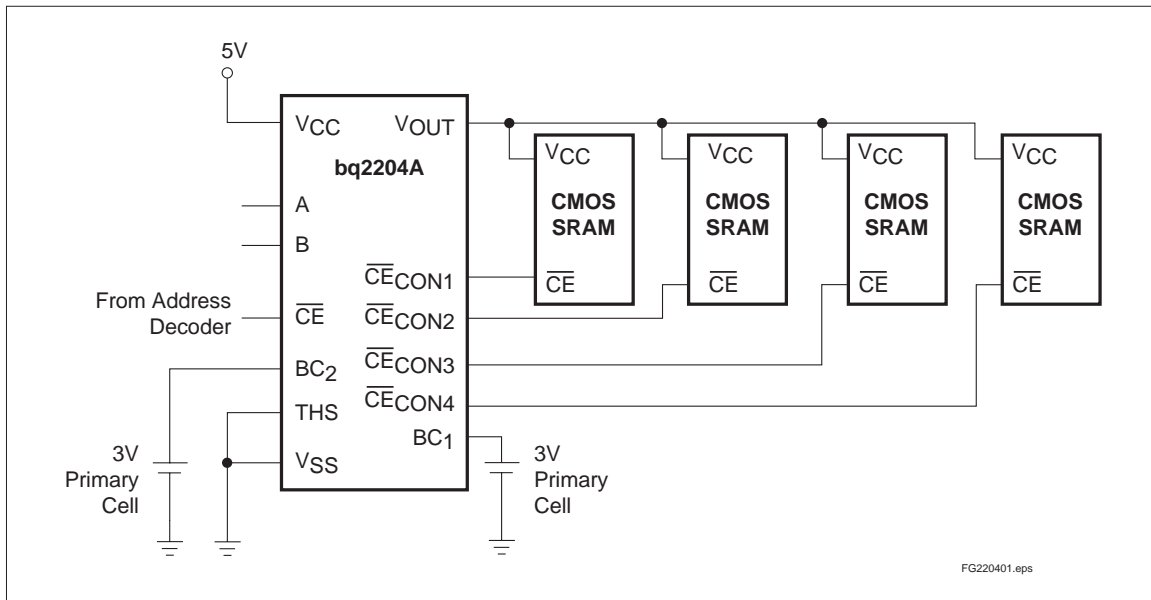 5V
VCC
VOUT
bq2204A
A
B
From Address
Decoder
CE
BC2
THS
VSS
3V
Primary
Cell
CECON1
CECON2
CECON3
CECON4
BC1
3V
Primary
Cell
VCC
CMOS
SRAM
CE
VCC
CMOS
SRAM
CE
VCC
CMOS
SRAM
CE
VCC
CMOS
SRAM
CE
FG220401.eps